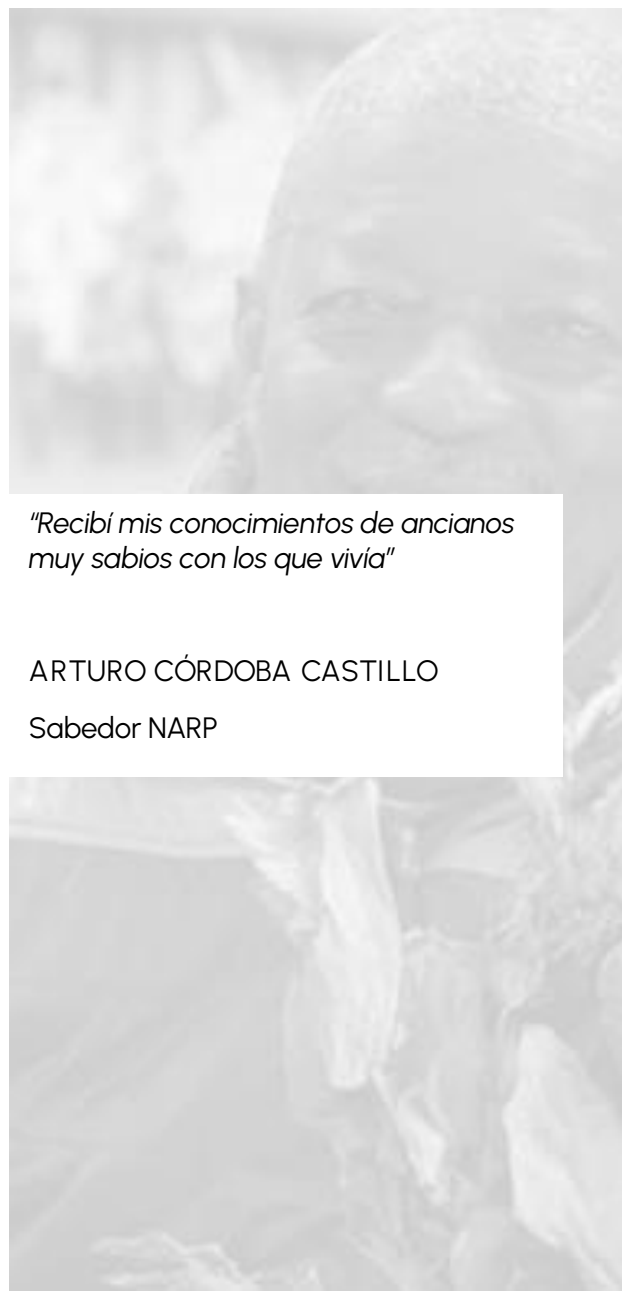 “Recibí mis conocimientos de ancianos
muy sabios con los que vivía”
ARTURO CÓRDOBA CASTILLO
Sabedor NARP